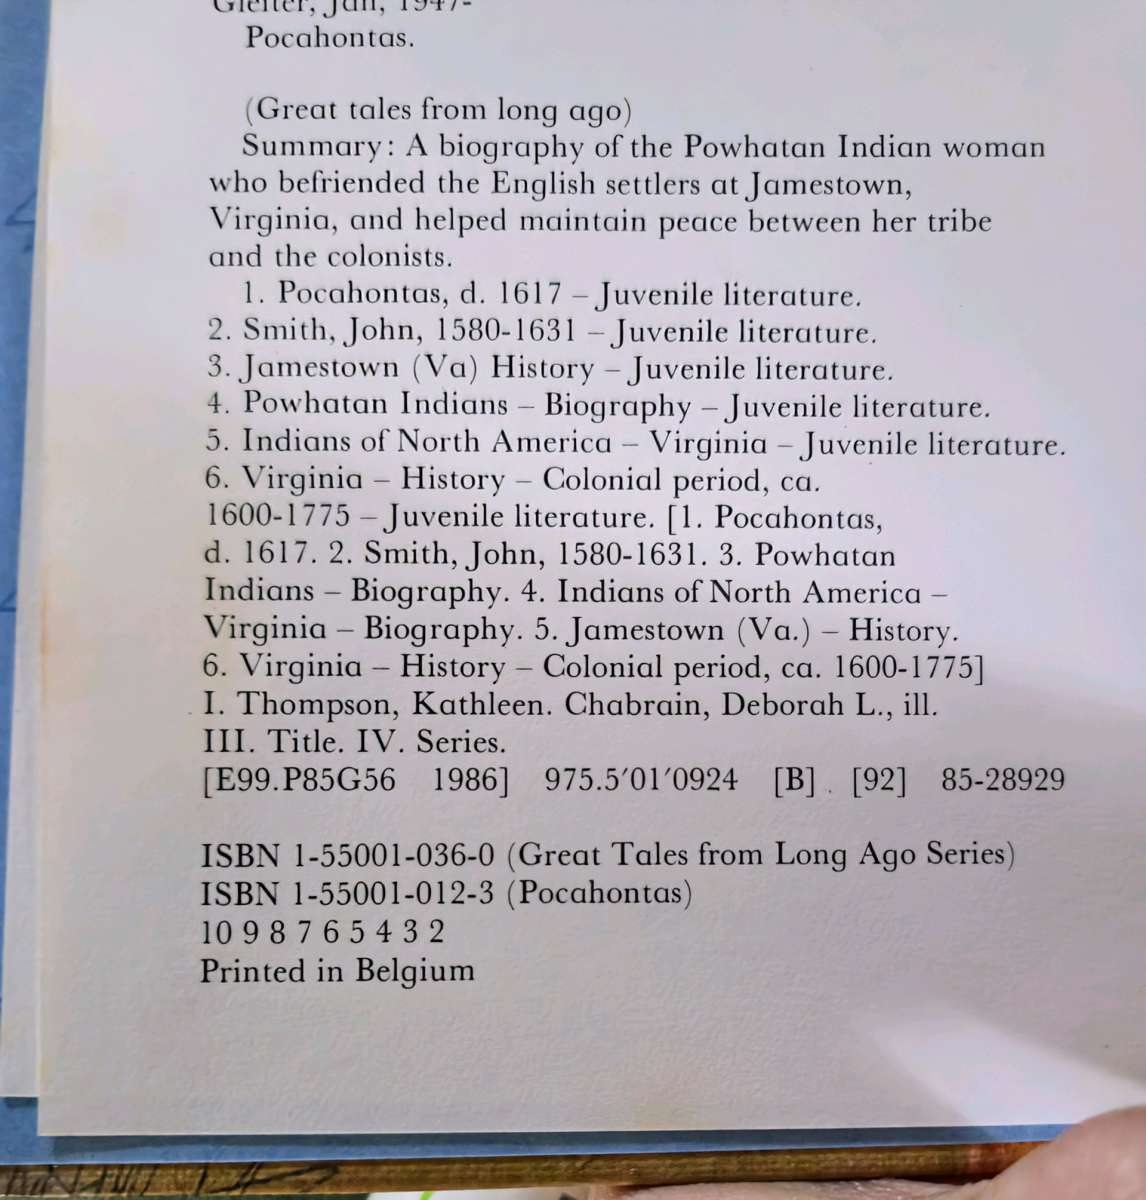 Gleiter, Jan, 1947-
Pocahontas.
(Great tales from long ago)
Summary: A biography of the Powhatan Indian woman
who befriended the English settlers at Jamestown,
Virginia, and helped maintain peace between her tribe
and the colonists.
1. Pocahontas, d. 1617 – Juvenile literature.
2. Smith, John, 1580-1631 – Juvenile literature.
3. Jamestown (Va) History – Juvenile literature.
4. Powhatan Indians – Biography – Juvenile literature.
5. Indians of North America – Virginia – Juvenile literature.
6. Virginia – History – Colonial period, ca.
1600-1775 – Juvenile literature. [1. Pocahontas,
d. 1617. 2. Smith, John, 1580-1631. 3. Powhatan
Indians – Biography. 4. Indians of North America –
Virginia – Biography. 5. Jamestown (Va.) – History.
6. Virginia – History – Colonial period, ca. 1600-1775]
I. Thompson, Kathleen. Chabrain, Deborah L., ill.
III. Title. IV. Series.
[E99.P85G56 1986] 975.5′01′0924 [B] [92] 85-28929
ISBN 1-55001-036-0 (Great Tales from Long Ago Series)
ISBN 1-55001-012-3 (Pocahontas)
10 9 8 7 6 5 4 3 2
Printed in Belgium